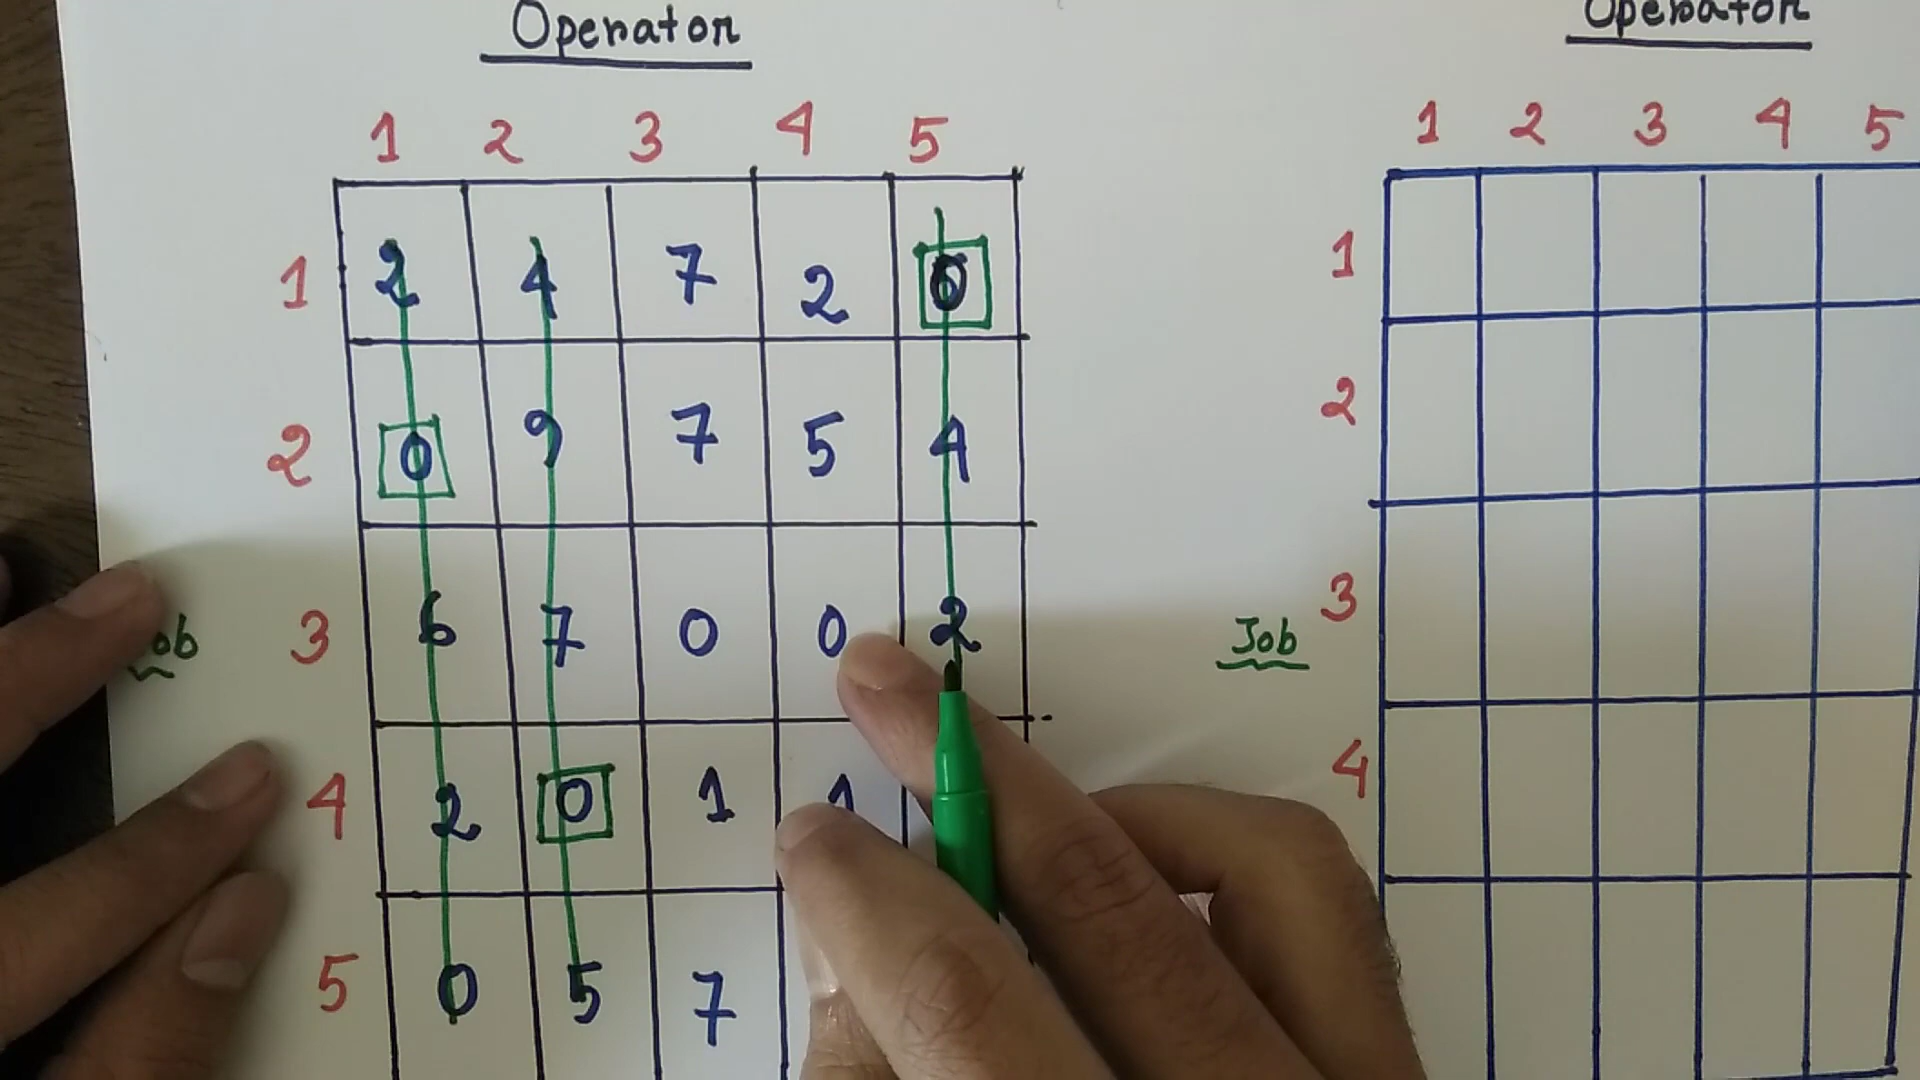 Operator
Operator
1 2 3 4 5
1 2 3 4 5
1 2 4 7 2 0
1
2 0 9 7 5 4
2
3 6 7 0 0 2
3
Job
4 2 0 1 1
4
5 0 5 7